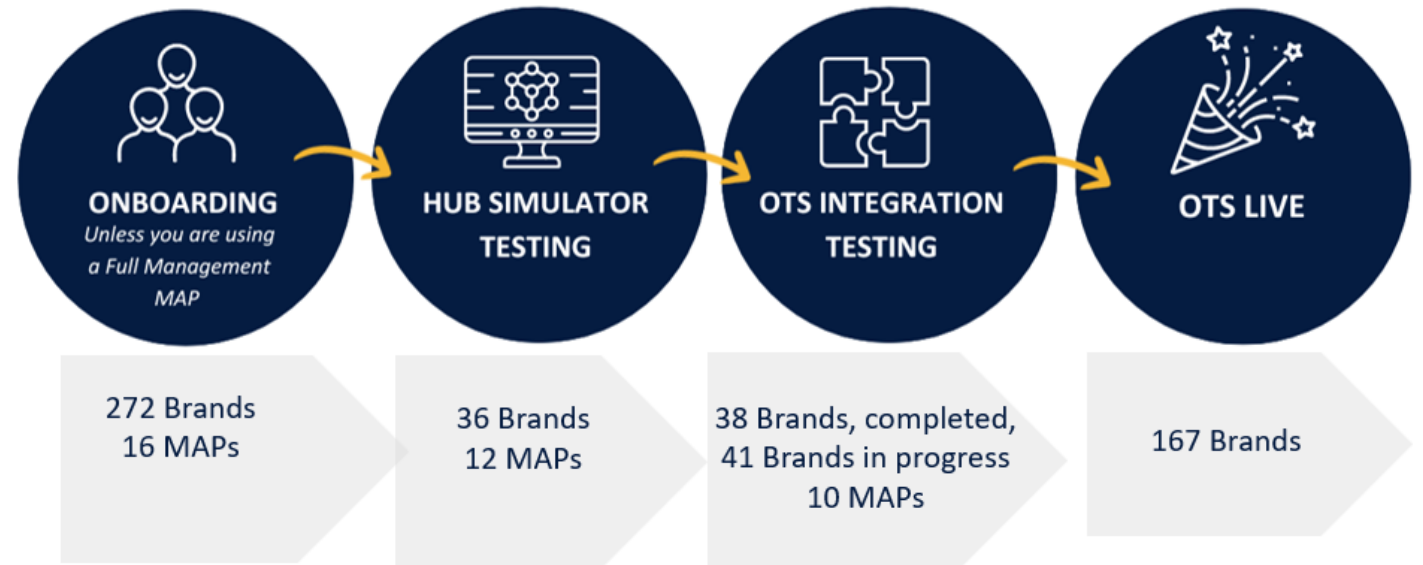 ONBOARDING
Unless you are using
a Full Management
MAP
HUB SIMULATOR
TESTING
OTS INTEGRATION
TESTING
OTS LIVE
272 Brands
16 MAPs
36 Brands
12 MAPs
38 Brands, completed,
41 Brands in progress
10 MAPs
167 Brands